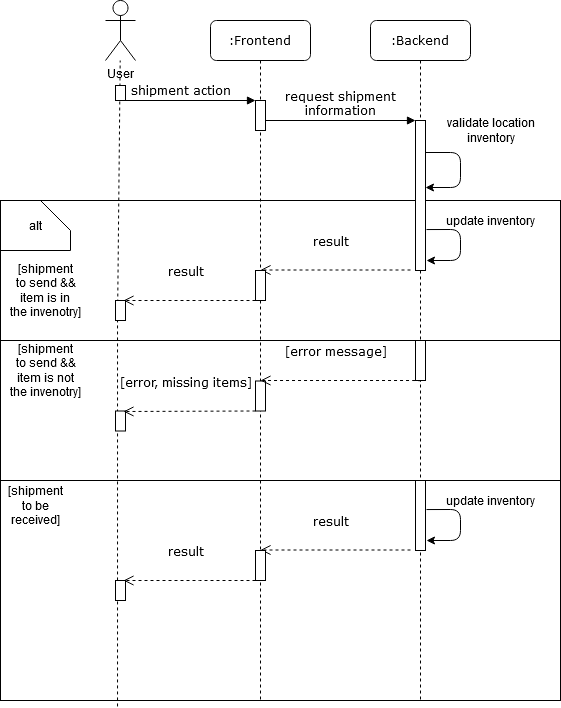 :Frontend
:Backend
User
shipment action
request shipment
information
validate location
inventory
update inventory
alt
[shipment
to send &&
item is in
the invenotry]
result
result
[shipment
to send &&
item is not
the invenotry]
[error message]
[error, missing items]
[shipment
to be
received]
update inventory
result
result